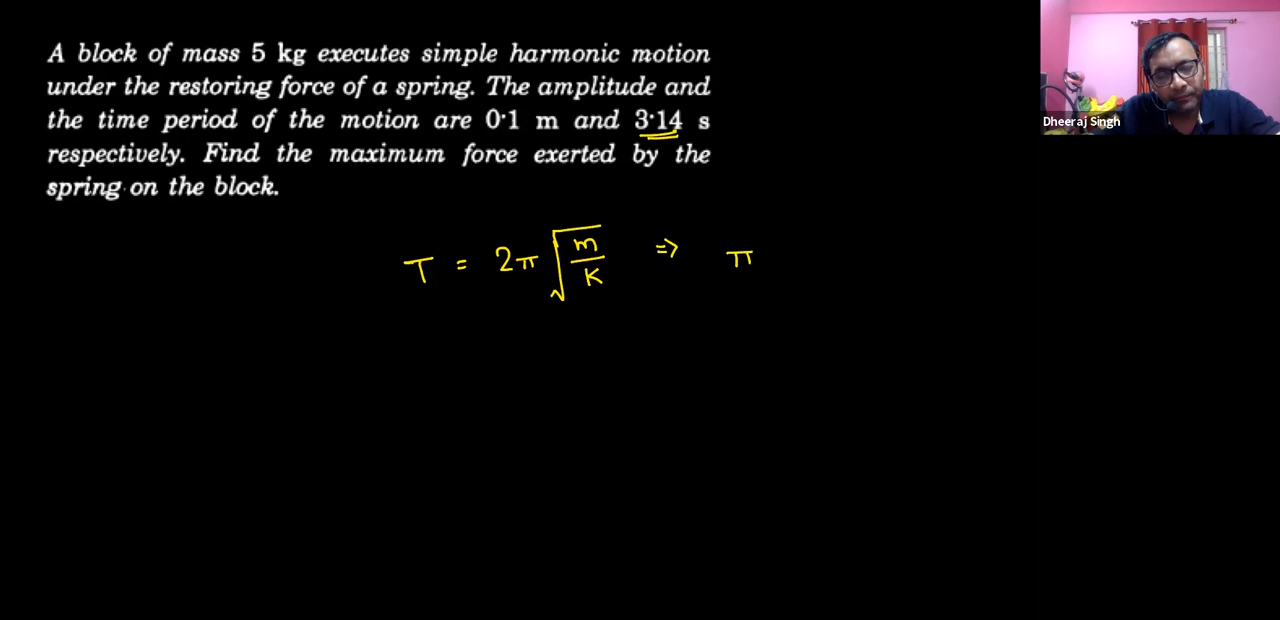 A block of mass 5 kg executes simple harmonic motion
under the restoring force of a spring. The amplitude and
the time period of the motion are 0·1 m and 3·14 s
respectively. Find the maximum force exerted by the
spring on the block.
T = 2π √(m/K) ⇒ π
Dheeraj Singh